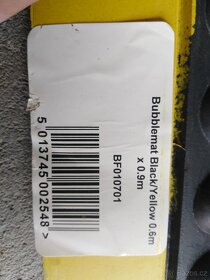 Bubblemat Black/Yellow 0.6m
x 0.9m
BF010701
5 013745 002548 >